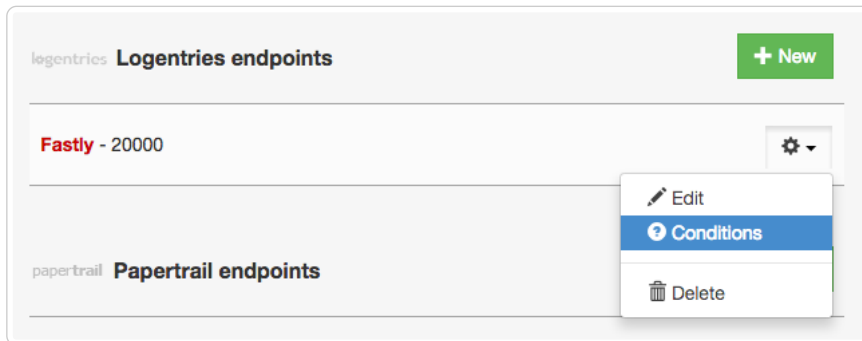 logentries Logentries endpoints
+ New
Fastly - 20000
Edit
Conditions
papertrail Papertrail endpoints
Delete